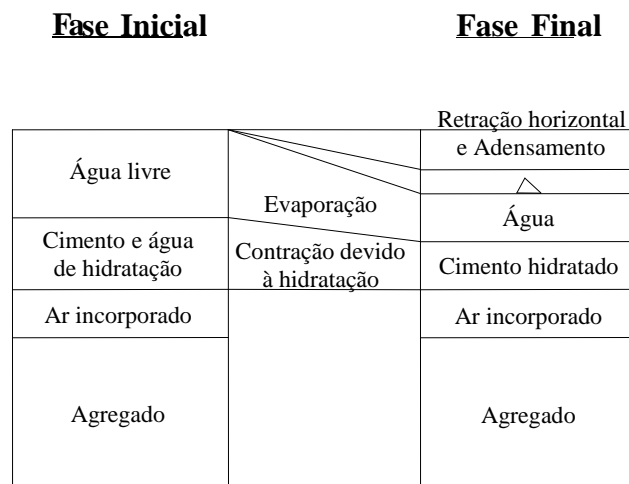 Fase Inicial
Fase Final
Água livre
Cimento e água
de hidratação
Ar incorporado
Agregado
Evaporação
Contração devido
à hidratação
Retração horizontal
e Adensamento
Água
Cimento hidratado
Ar incorporado
Agregado